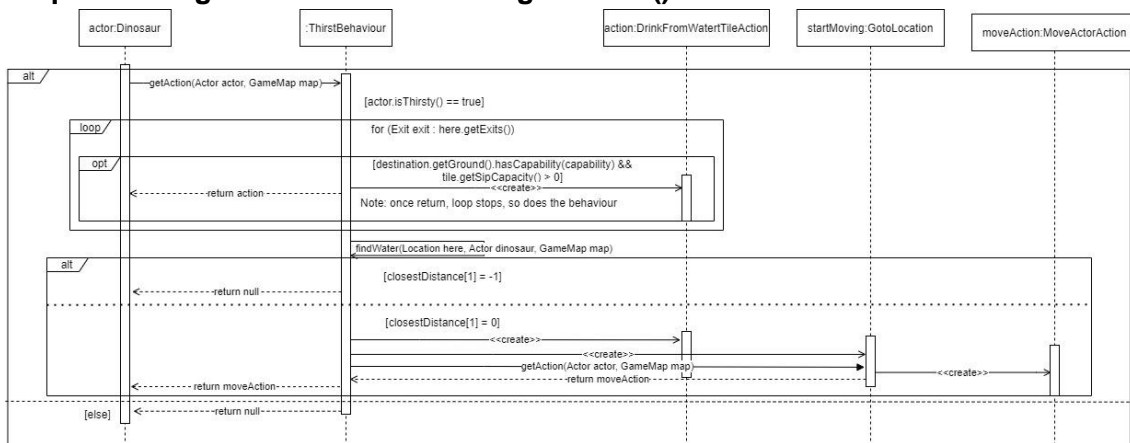 actor:Dinosaur
:ThirstBehaviour
action:DrinkFromWatertTileAction
startMoving:GotoLocation
moveAction:MoveActorAction
alt
getAction(Actor actor, GameMap map)
[actor.isThirsty() == true]
loop
for (Exit exit : here.getExits())
opt
[destination.getGround().hasCapability(capability) &&
tile.getSipCapacity() > 0]
<<create>>
return action
Note: once return, loop stops, so does the behaviour
findWater(Location here, Actor dinosaur, GameMap map)
alt
[closestDistance[1] = -1]
return null
[closestDistance[1] = 0]
<<create>>
<<create>>
getAction(Actor actor, GameMap map)
return moveAction
<<create>>
return moveAction
[else]
return null